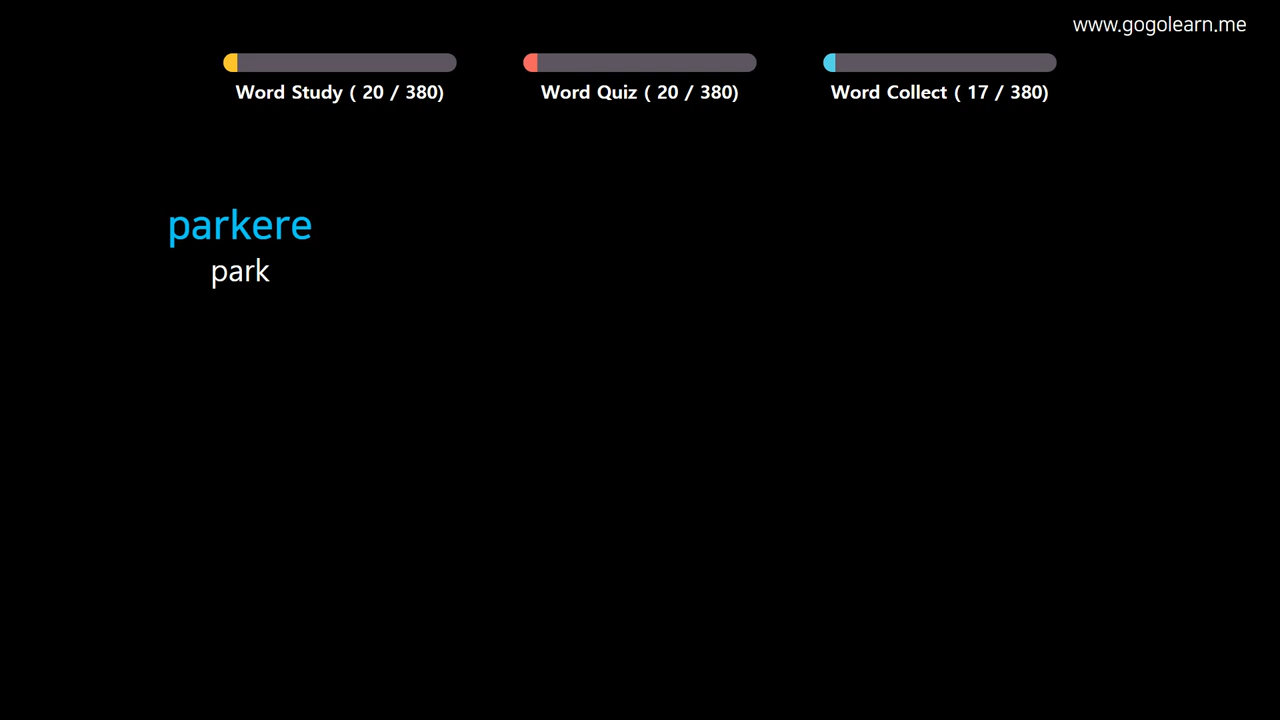 www.gogolearn.me
Word Study ( 20 / 380)
Word Quiz ( 20 / 380)
Word Collect ( 17 / 380)
parkere
park